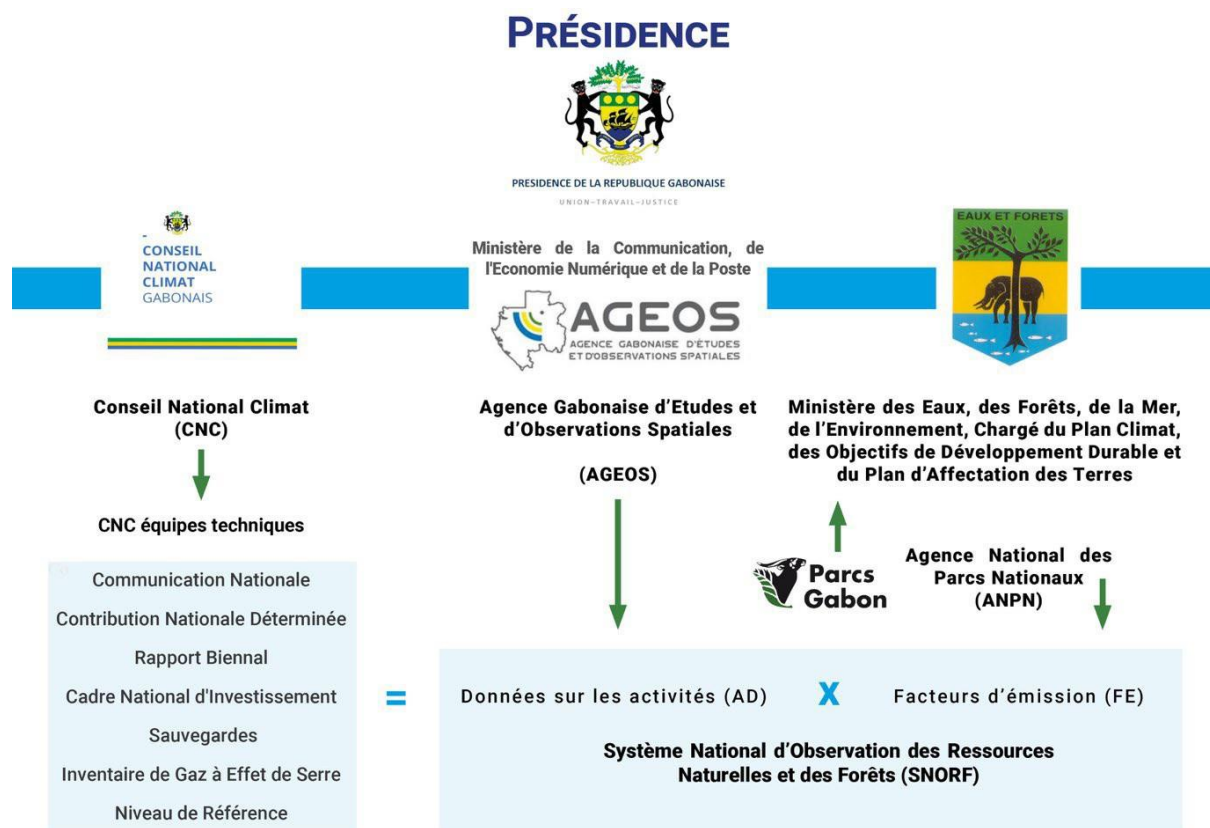 PRÉSIDENCE
PRESIDENCE DE LA REPUBLIQUE GABONAISE
UNION–TRAVAIL–JUSTICE
CONSEIL
NATIONAL
CLIMAT
GABONAIS
Ministère de la Communication, de
l'Economie Numérique et de la Poste
AGEOS
AGENCE GABONAISE D'ÉTUDES
ET D'OBSERVATIONS SPATIALES
EAUX ET FORETS
Conseil National Climat
(CNC)
Agence Gabonaise d’Etudes et
d’Observations Spatiales
(AGEOS)
Ministère des Eaux, des Forêts, de la Mer,
de l’Environnement, Chargé du Plan Climat,
des Objectifs de Développement Durable et
du Plan d’Affectation des Terres
CNC équipes techniques
Parcs
Gabon
Agence National des
Parcs Nationaux
(ANPN)
Communication Nationale
Contribution Nationale Déterminée
Rapport Biennal
Cadre National d'Investissement
Sauvegardes
Inventaire de Gaz à Effet de Serre
Niveau de Référence
=
Données sur les activités (AD)
X
Facteurs d’émission (FE)
Système National d’Observation des Ressources
Naturelles et des Forêts (SNORF)